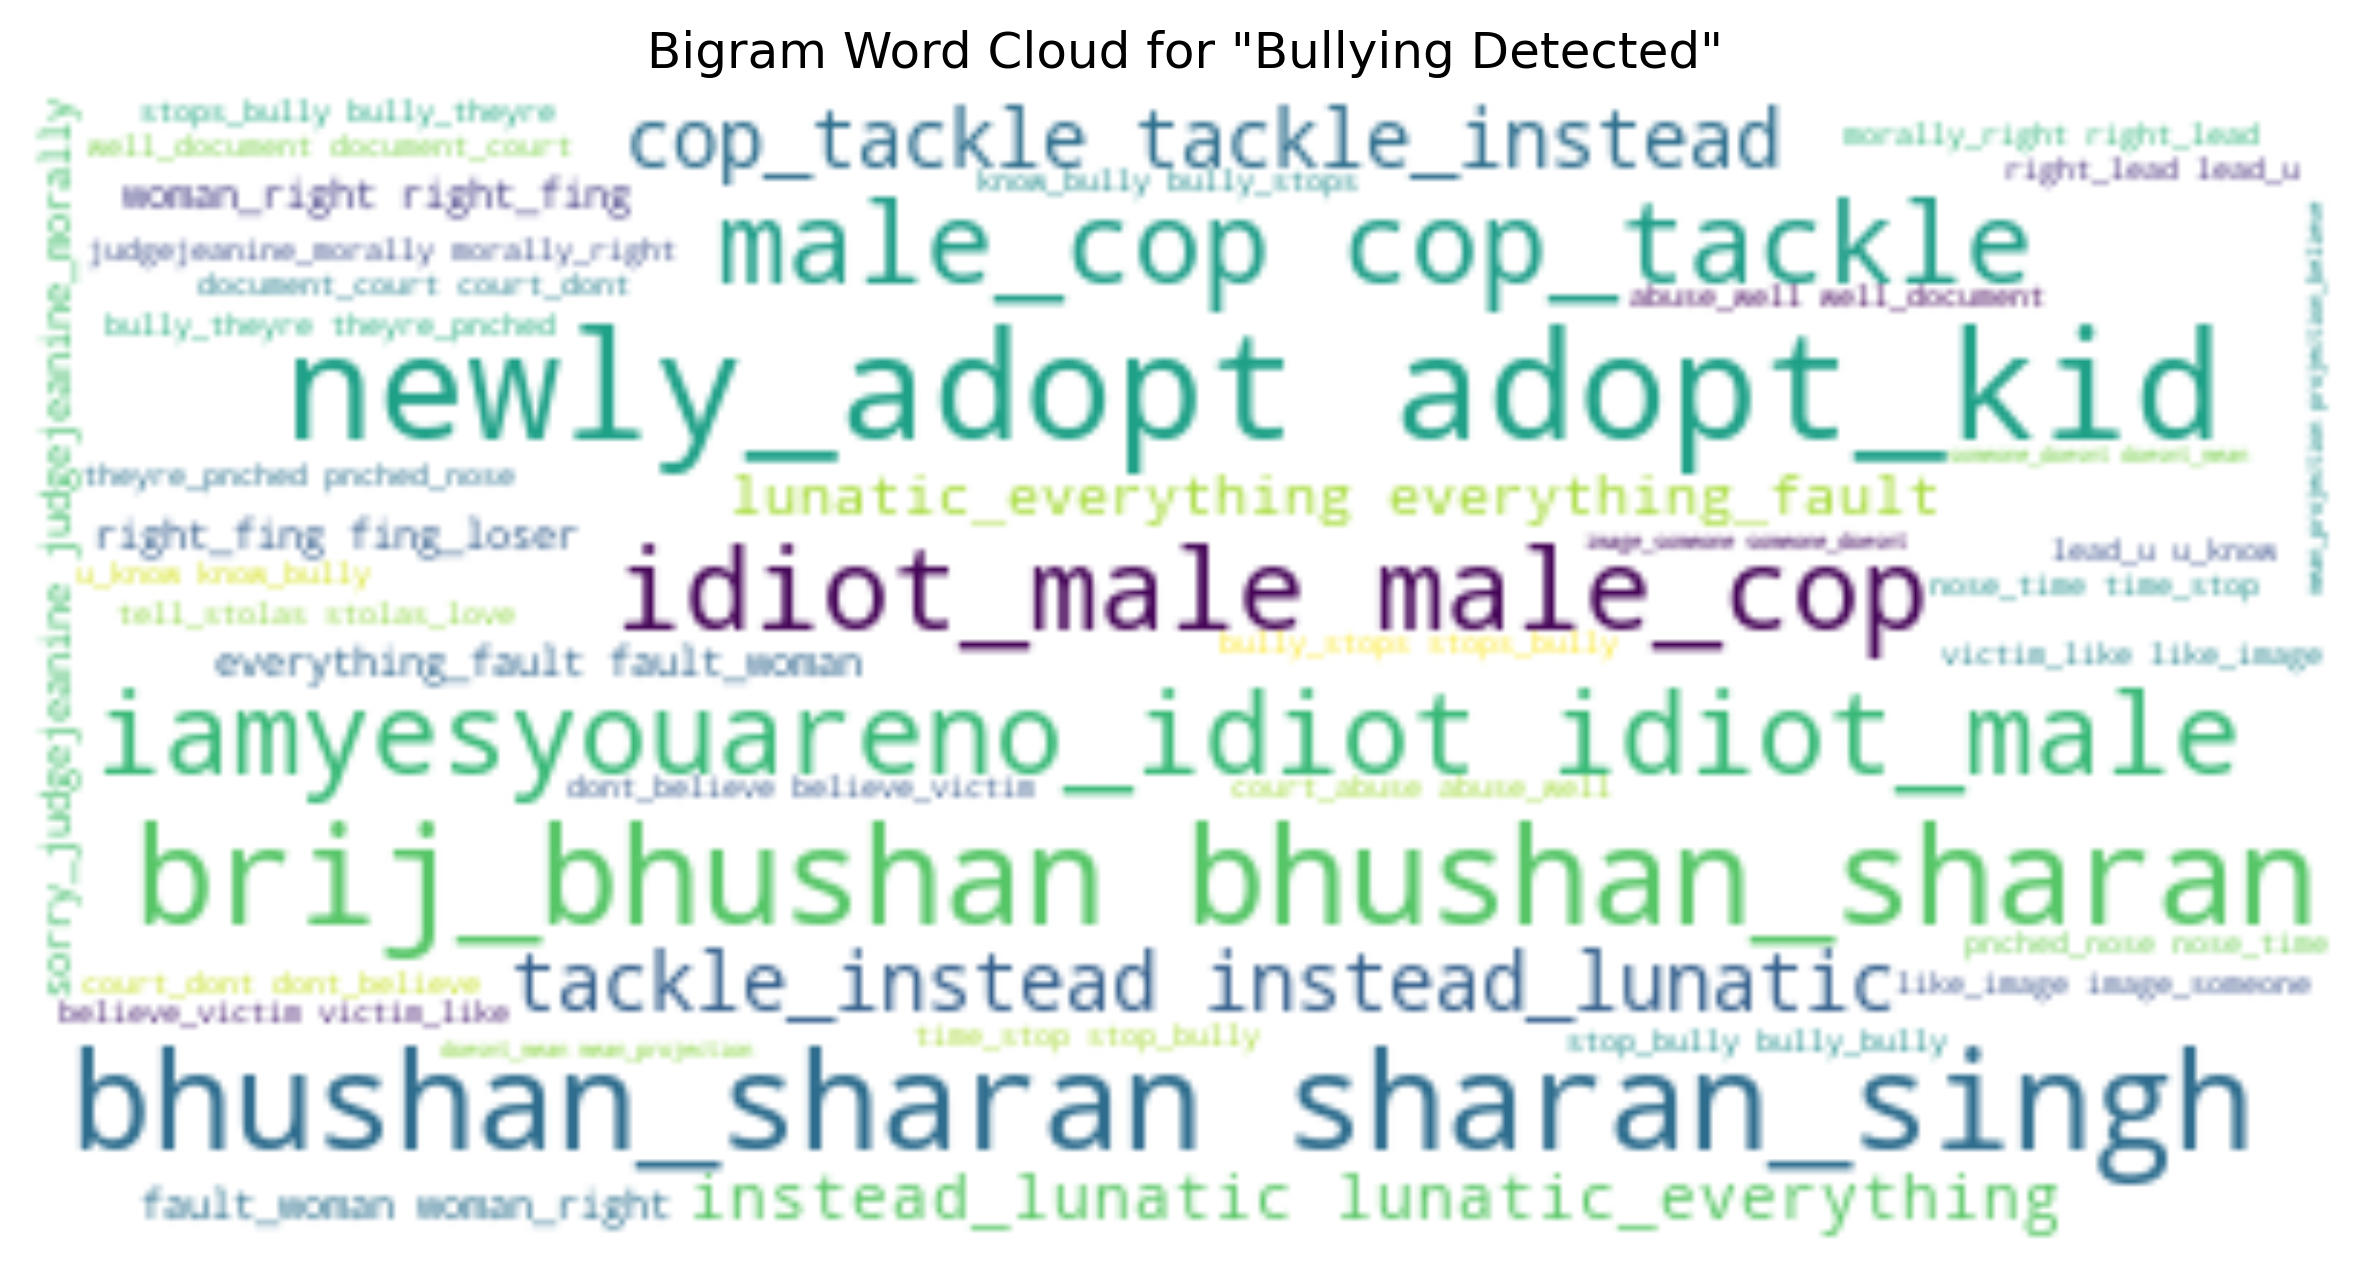 Bigram Word Cloud for "Bullying Detected"
stops_bully bully_theyre
cop_tackle tackle_instead
morally_right right_lead
well_document document_court
right_lead lead_u
know_bully bully_stops
woman_right right_fing
male_cop cop_tackle
judgejeanine_morally morally_right
document_court court_dont
abuse_well well_document
bully_theyre theyre_pnched
newly_adopt adopt_kid
someone_doesnt doesnt_mean
theyre_pnched pnched_nose
lunatic_everything everything_fault
right_fing fing_loser
image_someone someone_doesnt
lead_u u_know
u_know know_bully
idiot_male male_cop
nose_time time_stop
tell_stolas stolas_love
bully_stops stops_bully
everything_fault fault_woman
victim_like like_image
iamyesyouareno_idiot idiot_male
dont_believe believe_victim
court_abuse abuse_well
brij_bhushan bhushan_sharan
pnched_nose nose_time
court_dont dont_believe
tackle_instead instead_lunatic
like_image image_someone
believe_victim victim_like
time_stop stop_bully
stop_bully bully_bully
doesnt_mean mean_projection
bhushan_sharan sharan_singh
fault_woman woman_right
instead_lunatic lunatic_everything
sorry_judgejeanine judgejeanine_morally
mean_projection projection_believe